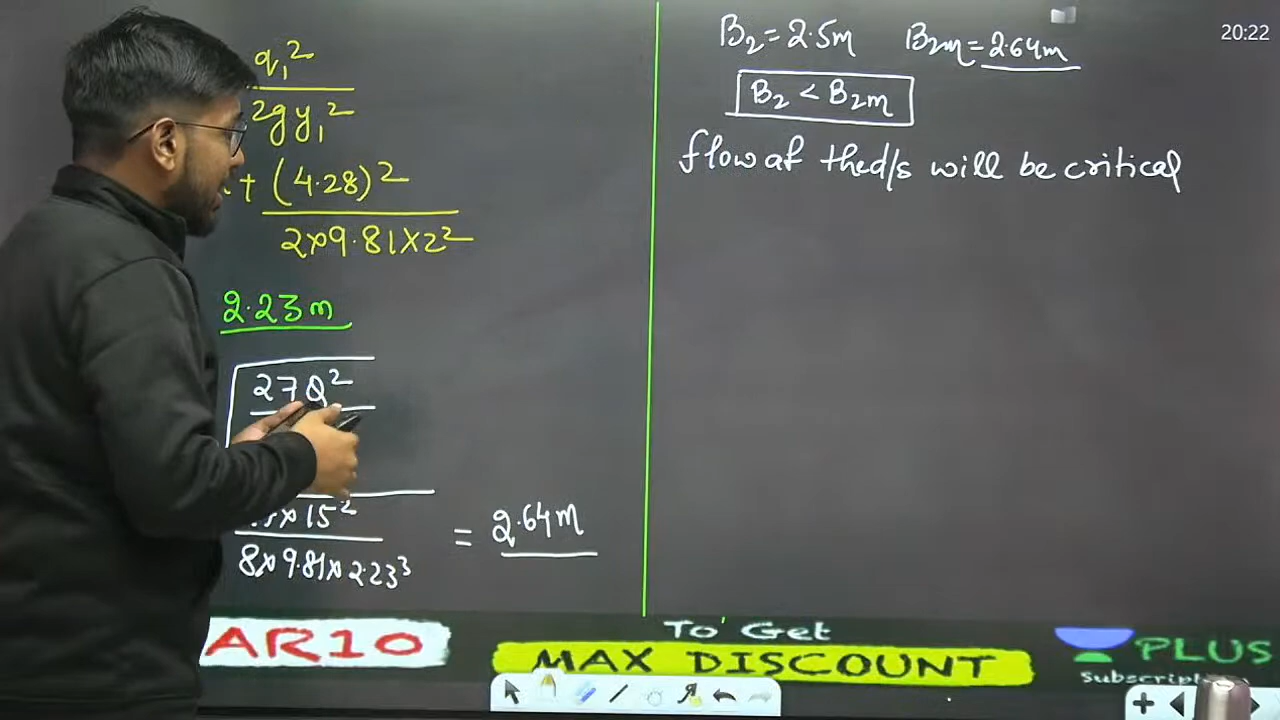 q₁²
2gy₁²
+ (4.28)²
2×9.81×2²
2.23m
27Q²
×15²
8×9.81×2.23³
= 2.64m
B₂ = 2.5m B₂m = 2.64m
B₂ < B₂m
flow at the d/s will be critical
20:22
AR10
To Get
MAX DISCOUNT
PLUS
Subscript